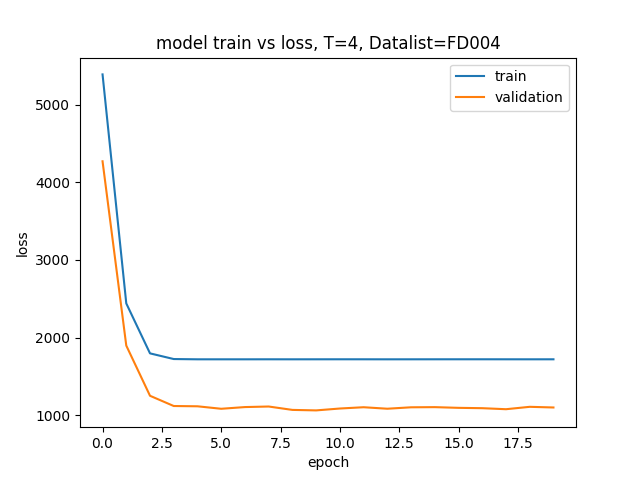 model train vs loss, T=4, Datalist=FD004
train
validation
5000
4000
3000
2000
1000
loss
0.0 2.5 5.0 7.5 10.0 12.5 15.0 17.5
epoch